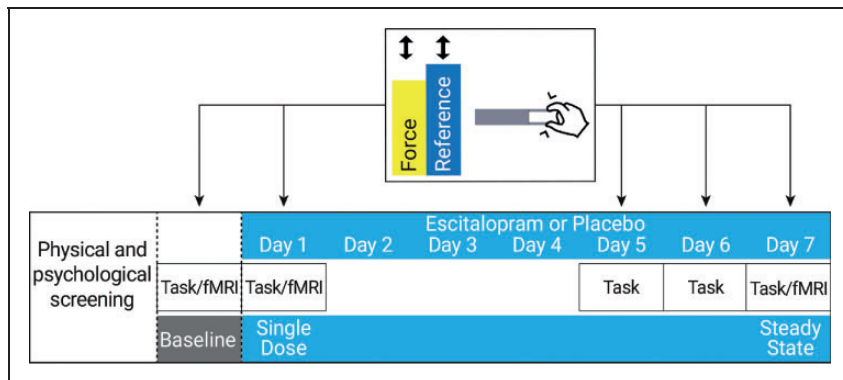 Force
Reference
Escitalopram or Placebo
Day 1 Day 2 Day 3 Day 4 Day 5 Day 6 Day 7
Physical and
psychological
screening
Task/fMRI Task/fMRI Task Task Task/fMRI
Baseline
Single
Dose
Steady
State